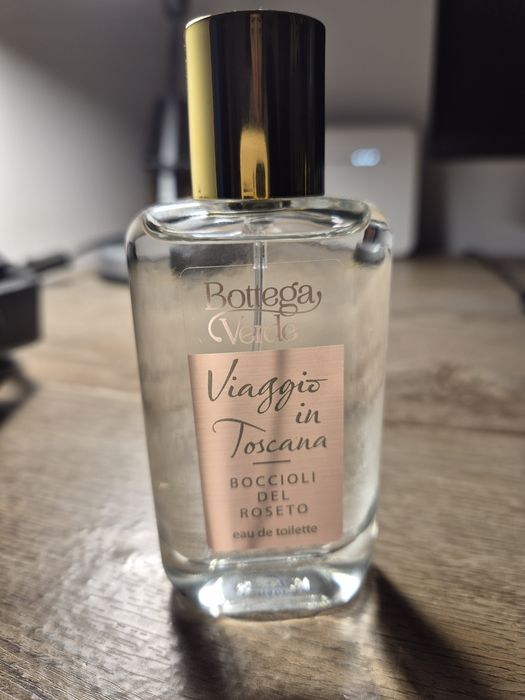 Bottega
Verde
Viaggio
in
Toscana
BOCCIOLI
DEL
ROSETO
eau de toilette